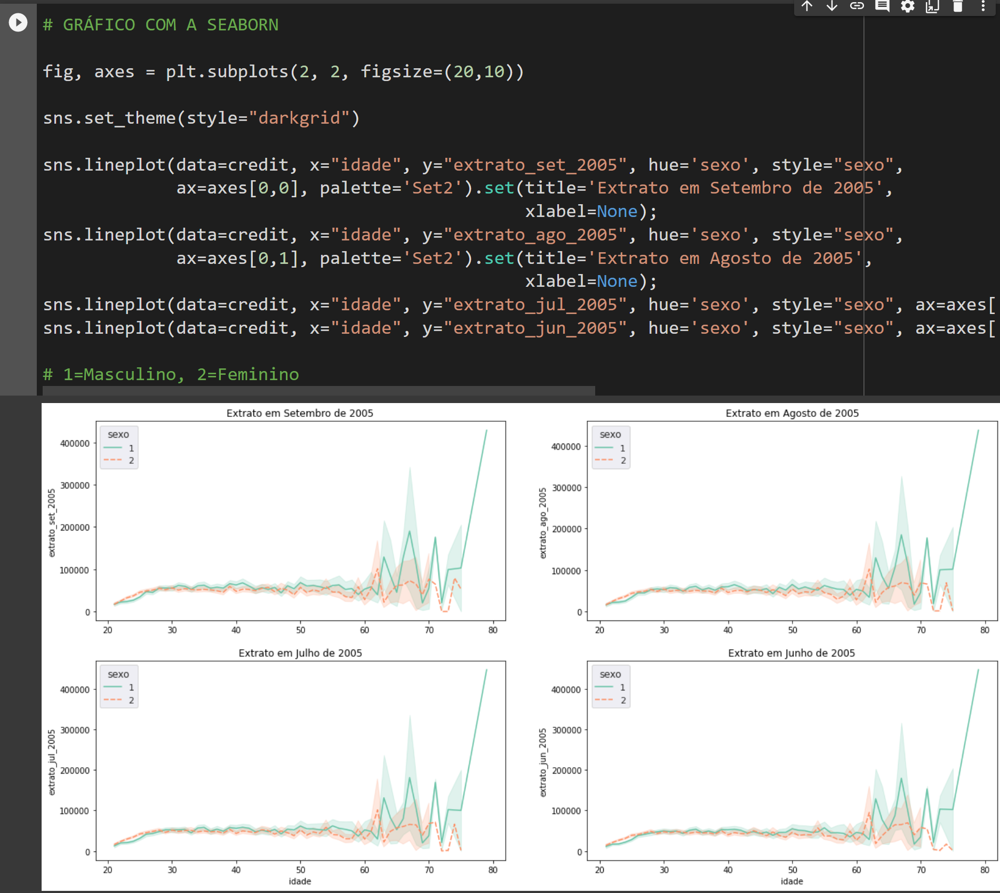 # GRÁFICO COM A SEABORN
fig, axes = plt.subplots(2, 2, figsize=(20,10))
sns.set_theme(style="darkgrid")
sns.lineplot(data=credit, x="idade", y="extrato_set_2005", hue='sexo', style="sexo",
ax=axes[0,0], palette='Set2').set(title='Extrato em Setembro de 2005',
xlabel=None);
sns.lineplot(data=credit, x="idade", y="extrato_ago_2005", hue='sexo', style="sexo",
ax=axes[0,1], palette='Set2').set(title='Extrato em Agosto de 2005',
xlabel=None);
sns.lineplot(data=credit, x="idade", y="extrato_jul_2005", hue='sexo', style="sexo", ax=axes[
sns.lineplot(data=credit, x="idade", y="extrato_jun_2005", hue='sexo', style="sexo", ax=axes[
# 1=Masculino, 2=Feminino
Extrato em Setembro de 2005
sexo
1
2
400000
300000
200000
100000
0
extrato_set_2005
20 30 40 50 60 70 80
Extrato em Agosto de 2005
sexo
1
2
400000
300000
200000
100000
0
extrato_ago_2005
20 30 40 50 60 70 80
Extrato em Julho de 2005
sexo
1
2
400000
300000
200000
100000
0
extrato_jul_2005
20 30 40 50 60 70 80
idade
Extrato em Junho de 2005
sexo
1
2
400000
300000
200000
100000
0
extrato_jun_2005
20 30 40 50 60 70 80
idade